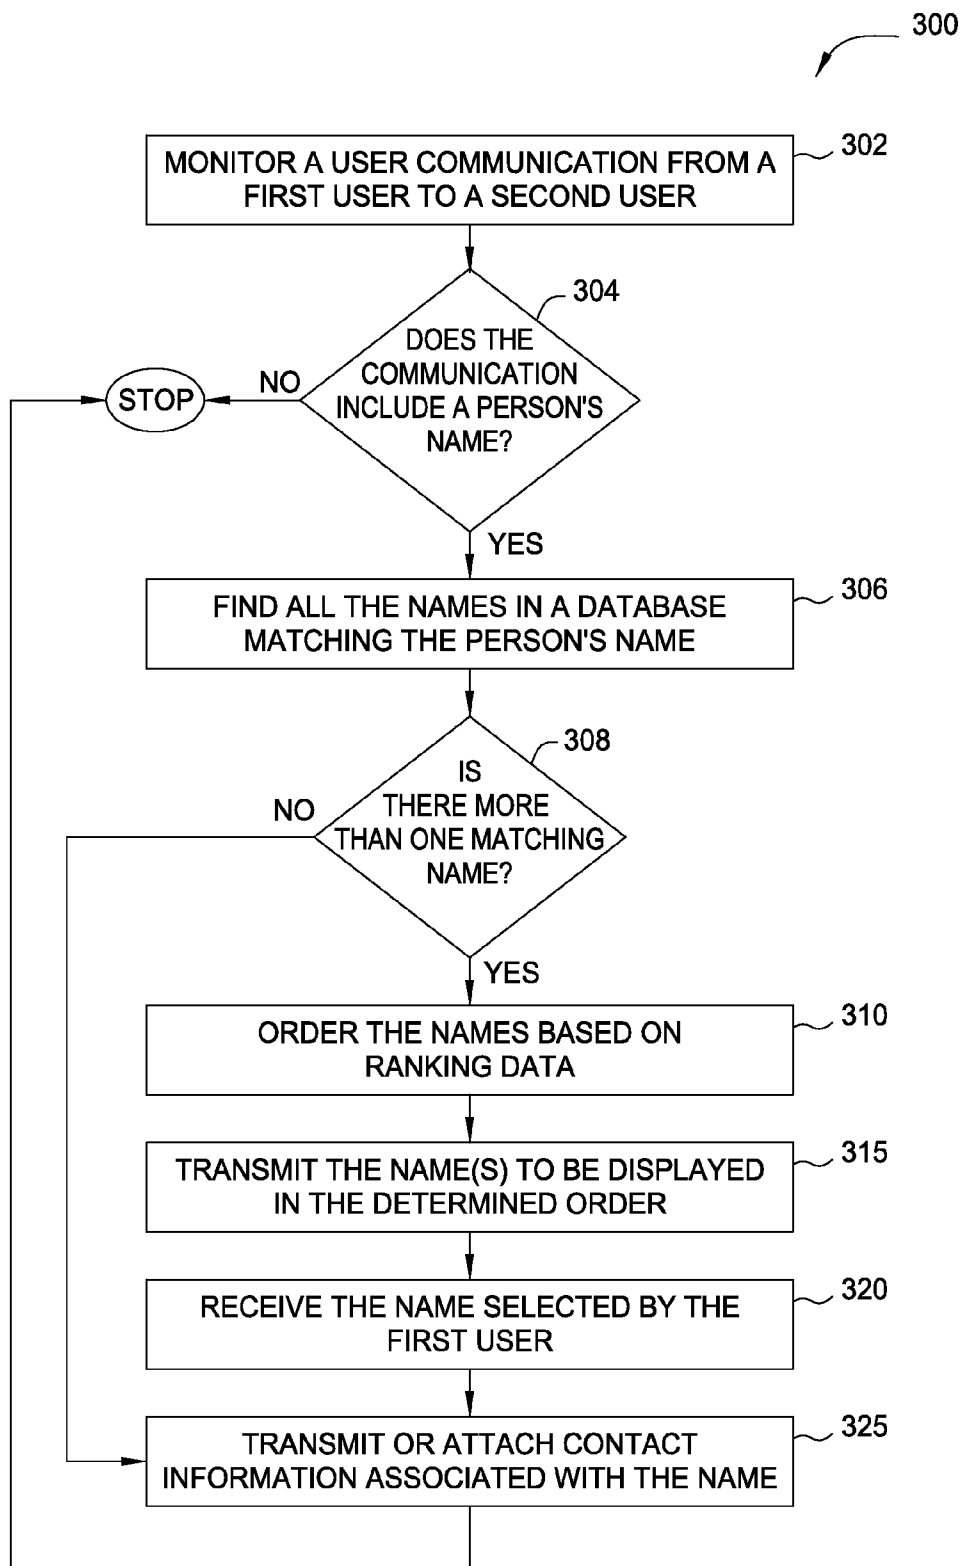 300
MONITOR A USER COMMUNICATION FROM A
FIRST USER TO A SECOND USER
302
304
DOES THE
COMMUNICATION
INCLUDE A PERSON'S
NAME?
NO
STOP
YES
FIND ALL THE NAMES IN A DATABASE
MATCHING THE PERSON'S NAME
306
308
IS
THERE MORE
THAN ONE MATCHING
NAME?
NO
YES
ORDER THE NAMES BASED ON
RANKING DATA
310
TRANSMIT THE NAME(S) TO BE DISPLAYED
IN THE DETERMINED ORDER
315
RECEIVE THE NAME SELECTED BY THE
FIRST USER
320
TRANSMIT OR ATTACH CONTACT
INFORMATION ASSOCIATED WITH THE NAME
325